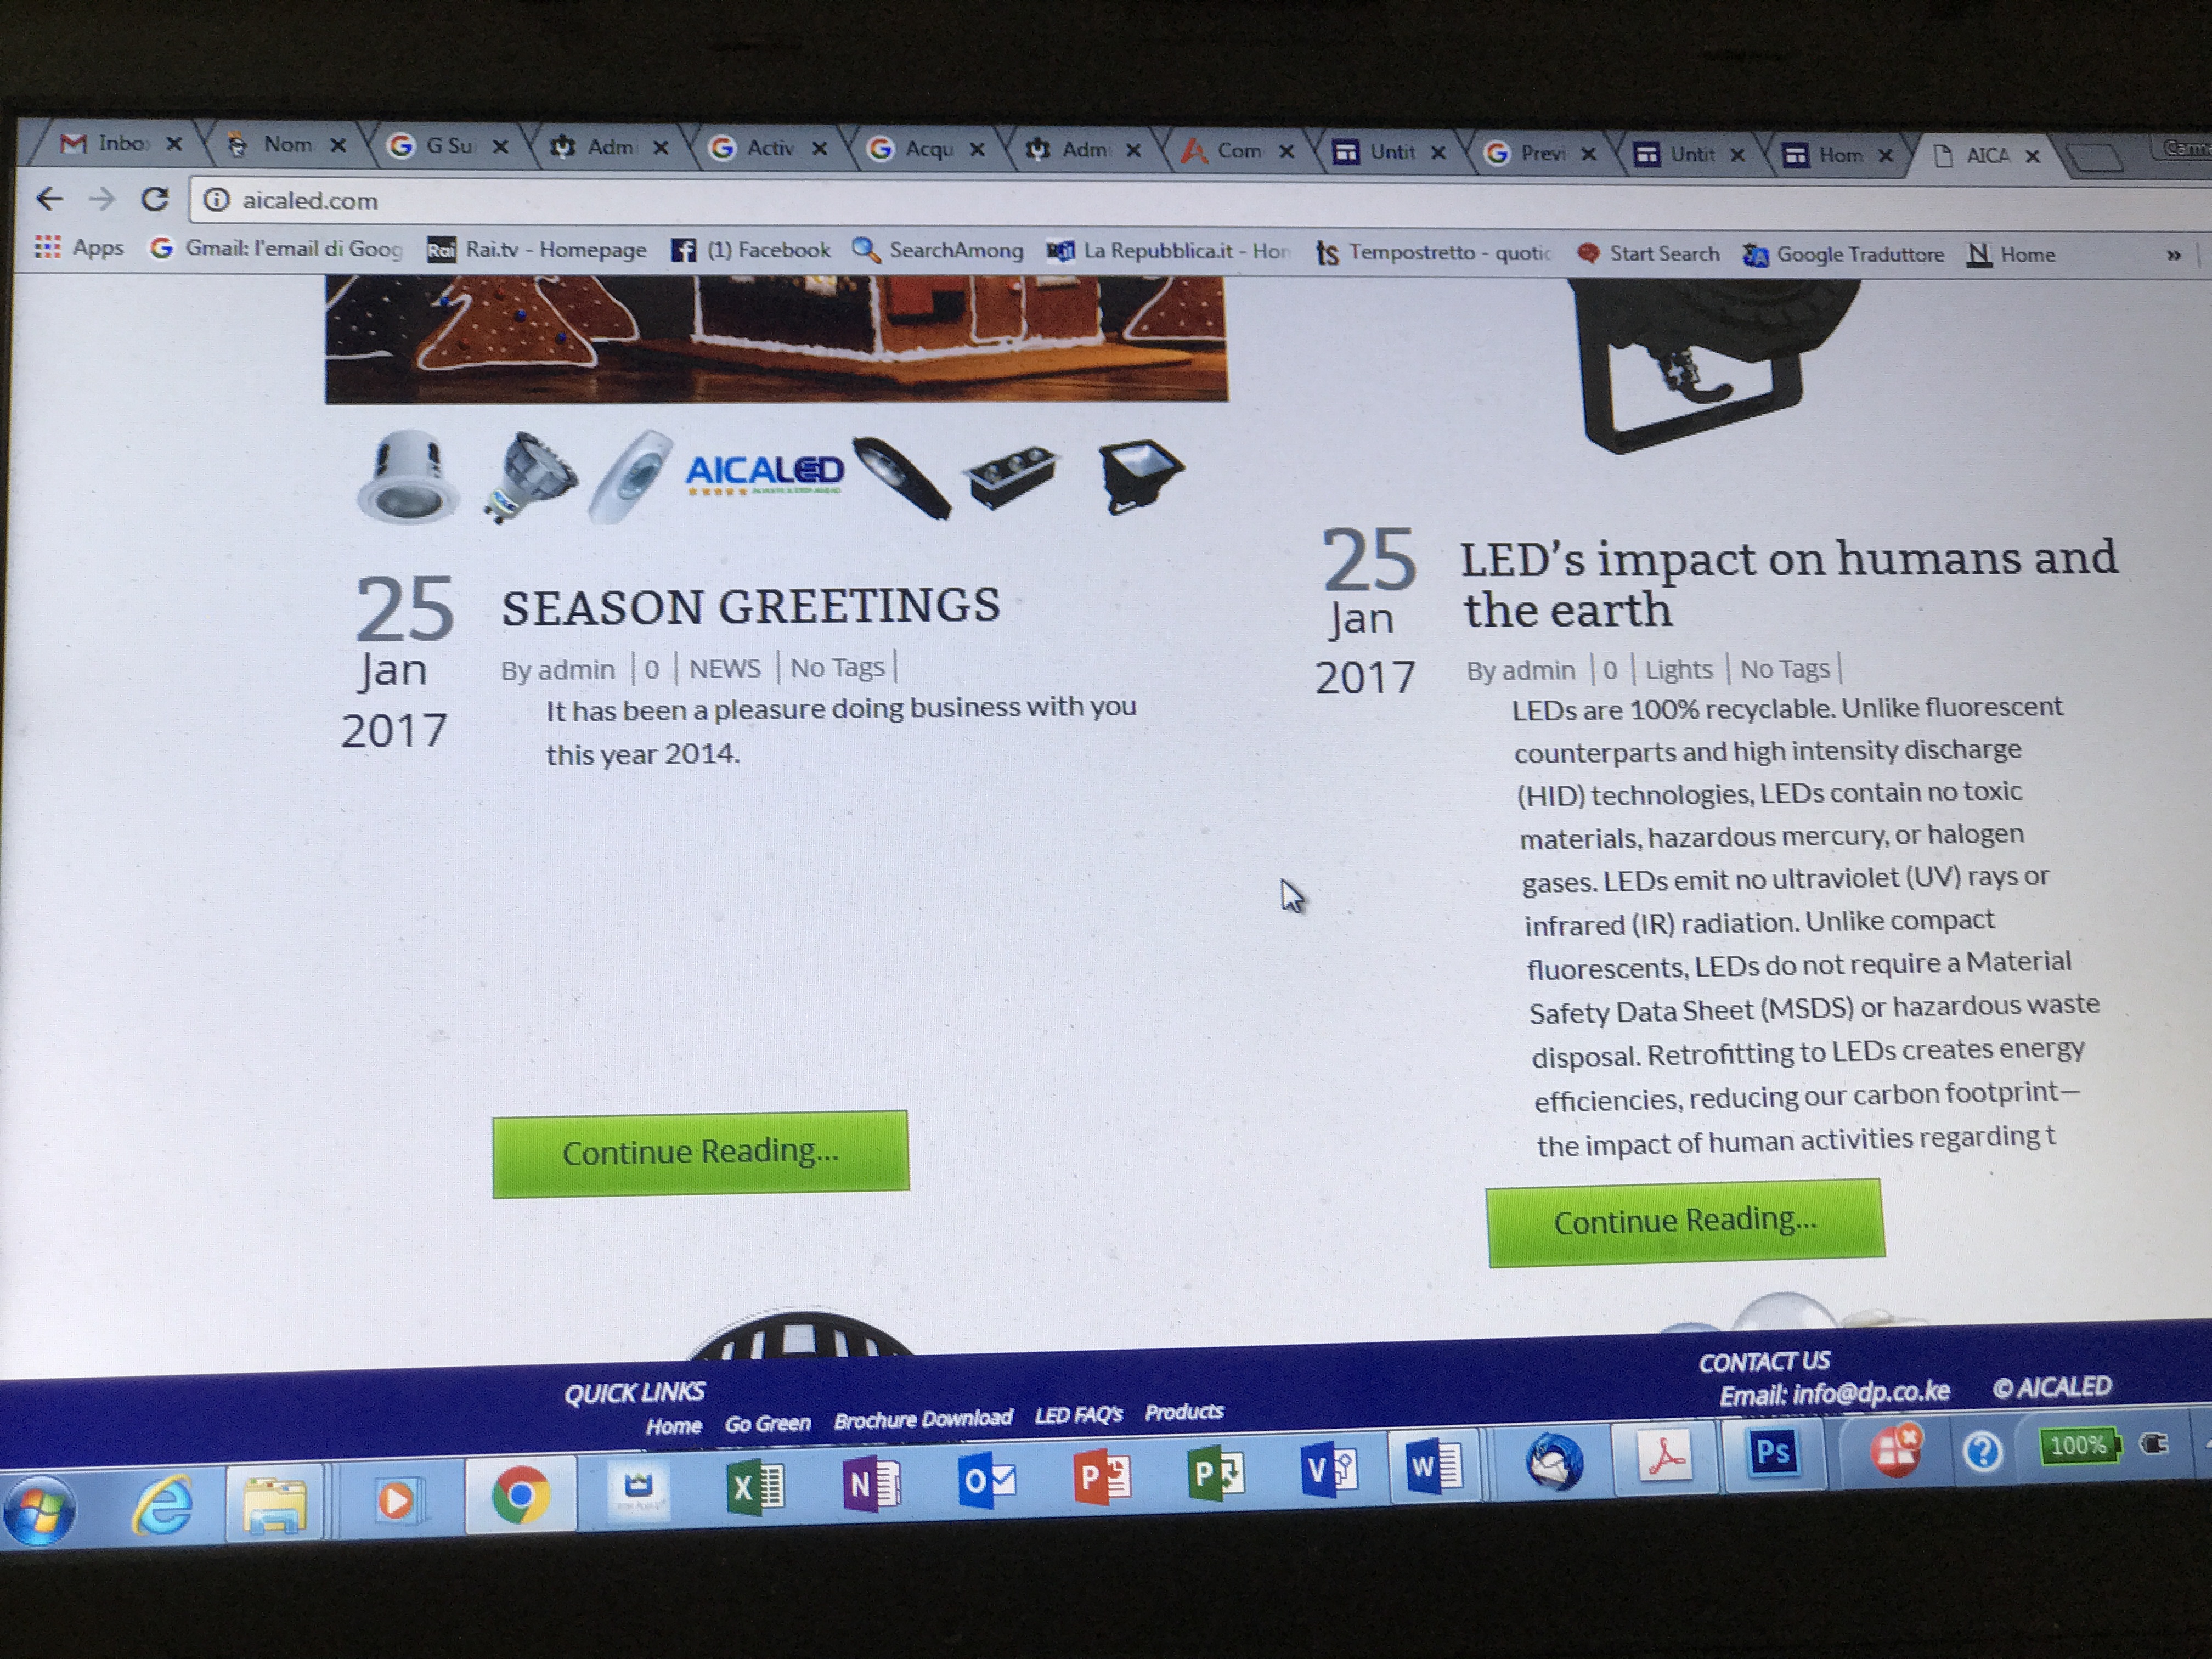 Inbo
Nom
G Su
Adm
Activ
Acqu
Adm
Com
Untit
Previ
Untit
Hom
AICA
aicaled.com
Apps
Gmail: l'email di Goog
Rai Rai.tv - Homepage
(1) Facebook
SearchAmong
La Repubblica.it - Hon
ts Tempostretto - quotic
Start Search
Google Traduttore
N Home
»
AICALED
25
Jan
2017
SEASON GREETINGS
By admin | 0 | NEWS | No Tags |
It has been a pleasure doing business with you
this year 2014.
Continue Reading...
25
Jan
2017
LED's impact on humans and
the earth
By admin | 0 | Lights | No Tags |
LEDs are 100% recyclable. Unlike fluorescent
counterparts and high intensity discharge
(HID) technologies, LEDs contain no toxic
materials, hazardous mercury, or halogen
gases. LEDs emit no ultraviolet (UV) rays or
infrared (IR) radiation. Unlike compact
fluorescents, LEDs do not require a Material
Safety Data Sheet (MSDS) or hazardous waste
disposal. Retrofitting to LEDs creates energy
efficiencies, reducing our carbon footprint—
the impact of human activities regarding t
Continue Reading...
QUICK LINKS
Home Go Green Brochure Download LED FAQ's Products
CONTACT US
Email: info@dp.co.ke © AICALED
Ps
100%